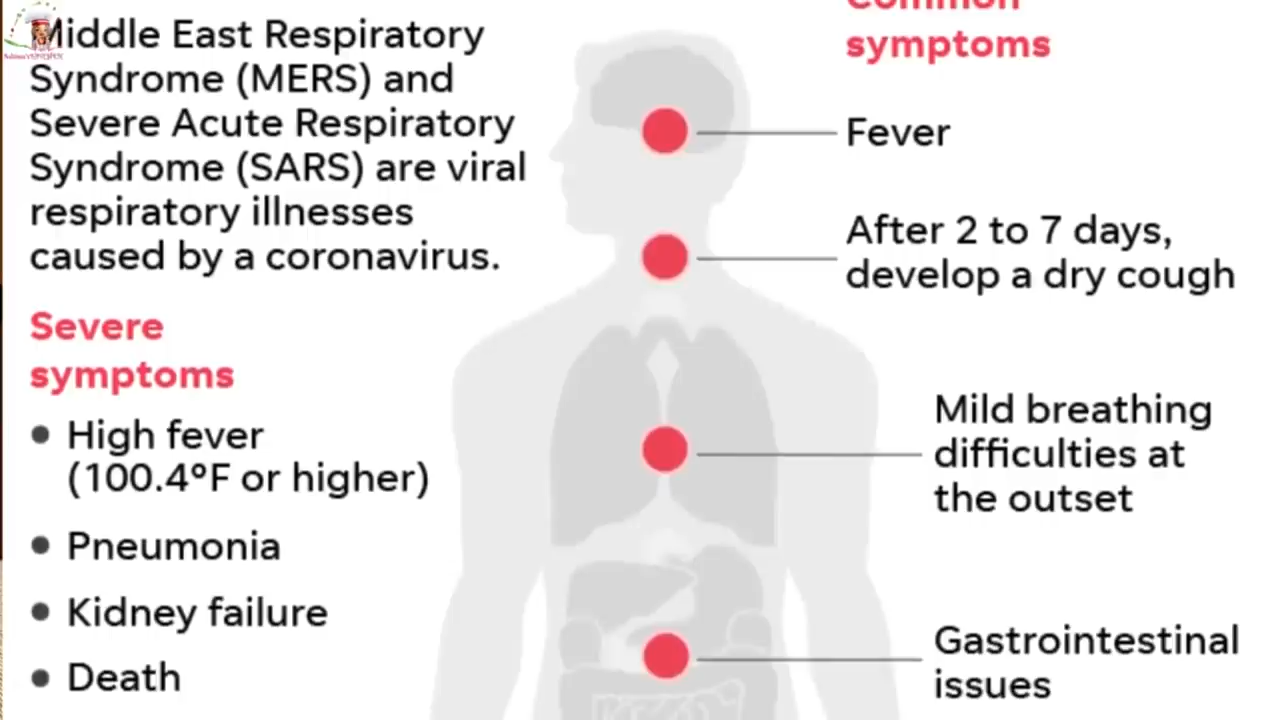 Middle East Respiratory
Syndrome (MERS) and
Severe Acute Respiratory
Syndrome (SARS) are viral
respiratory illnesses
caused by a coronavirus.
Severe
symptoms
High fever
(100.4°F or higher)
Pneumonia
Kidney failure
Death
Common
symptoms
Fever
After 2 to 7 days,
develop a dry cough
Mild breathing
difficulties at
the outset
Gastrointestinal
issues